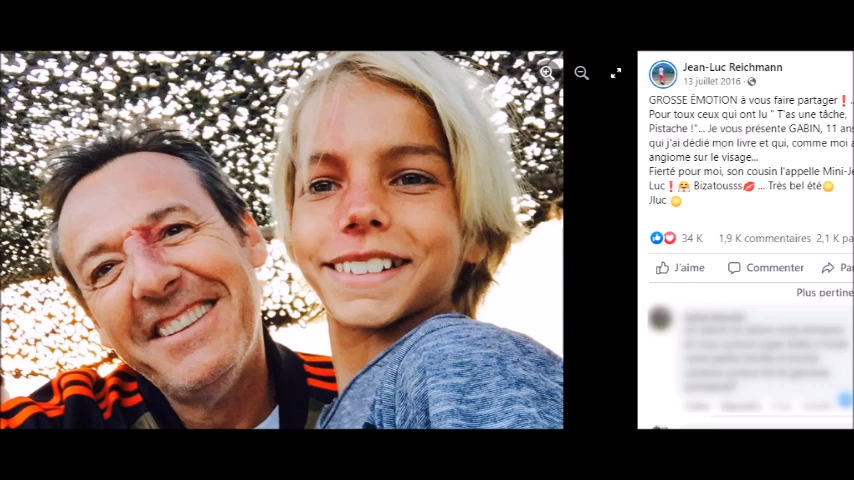 Jean-Luc Reichmann
13 juillet 2016 ·
GROSSE ÉMOTION à vous faire partager❗...
Pour toux ceux qui ont lu " T'as une tâche,
Pistache !"... Je vous présente GABIN, 11 ans
qui j'ai dédié mon livre et qui, comme moi a
angiome sur le visage...
Fierté pour moi, son cousin l'appelle Mini-Je
Luc❗🤗 Bizatousss💋 ... Très bel été😊
Jluc 😊
34 K 1,9 K commentaires 2,1 K pa
J'aime Commenter Pa
Plus pertine